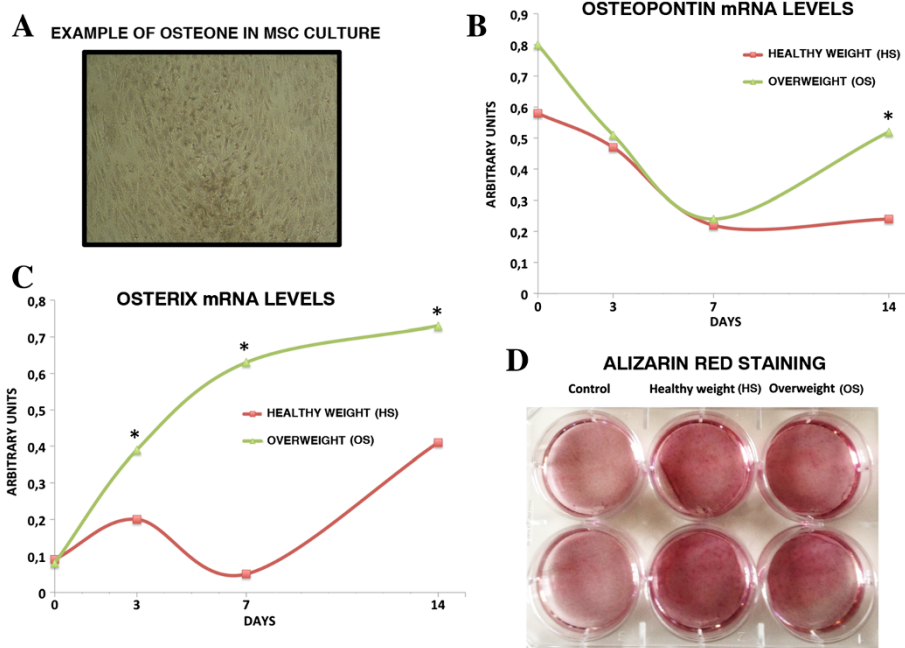 A
EXAMPLE OF OSTEONE IN MSC CULTURE
B
OSTEOPONTIN mRNA LEVELS
HEALTHY WEIGHT (HS)
OVERWEIGHT (OS)
ARBITRARY UNITS
0,9
0,8
0,7
0,6
0,5
0,4
0,3
0,2
0,1
0
*
0 3 7 14
DAYS
C
OSTERIX mRNA LEVELS
HEALTHY WEIGHT (HS)
OVERWEIGHT (OS)
ARBITRARY UNITS
0,8
0,7
0,6
0,5
0,4
0,3
0,2
0,1
0
* * *
0 3 7 14
DAYS
D
ALIZARIN RED STAINING
Control Healthy weight (HS) Overweight (OS)